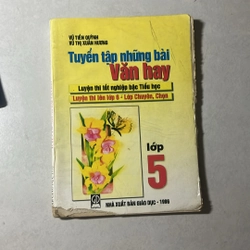 VŨ TIẾN QUỲNH
VŨ THỊ XUÂN HƯƠNG
Tuyển tập những bài
Văn hay
Luyện thi tốt nghiệp bậc Tiểu học
Luyện thi lên lớp 6 - Lớp Chuyên, Chọn
lớp
5
NHÀ XUẤT BẢN GIÁO DỤC - 1998